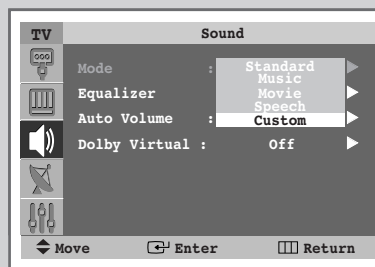 TV Sound
Mode : Standard
Music
Equalizer Movie
Speech
Auto Volume : Custom
Dolby Virtual : Off
Move Enter Return